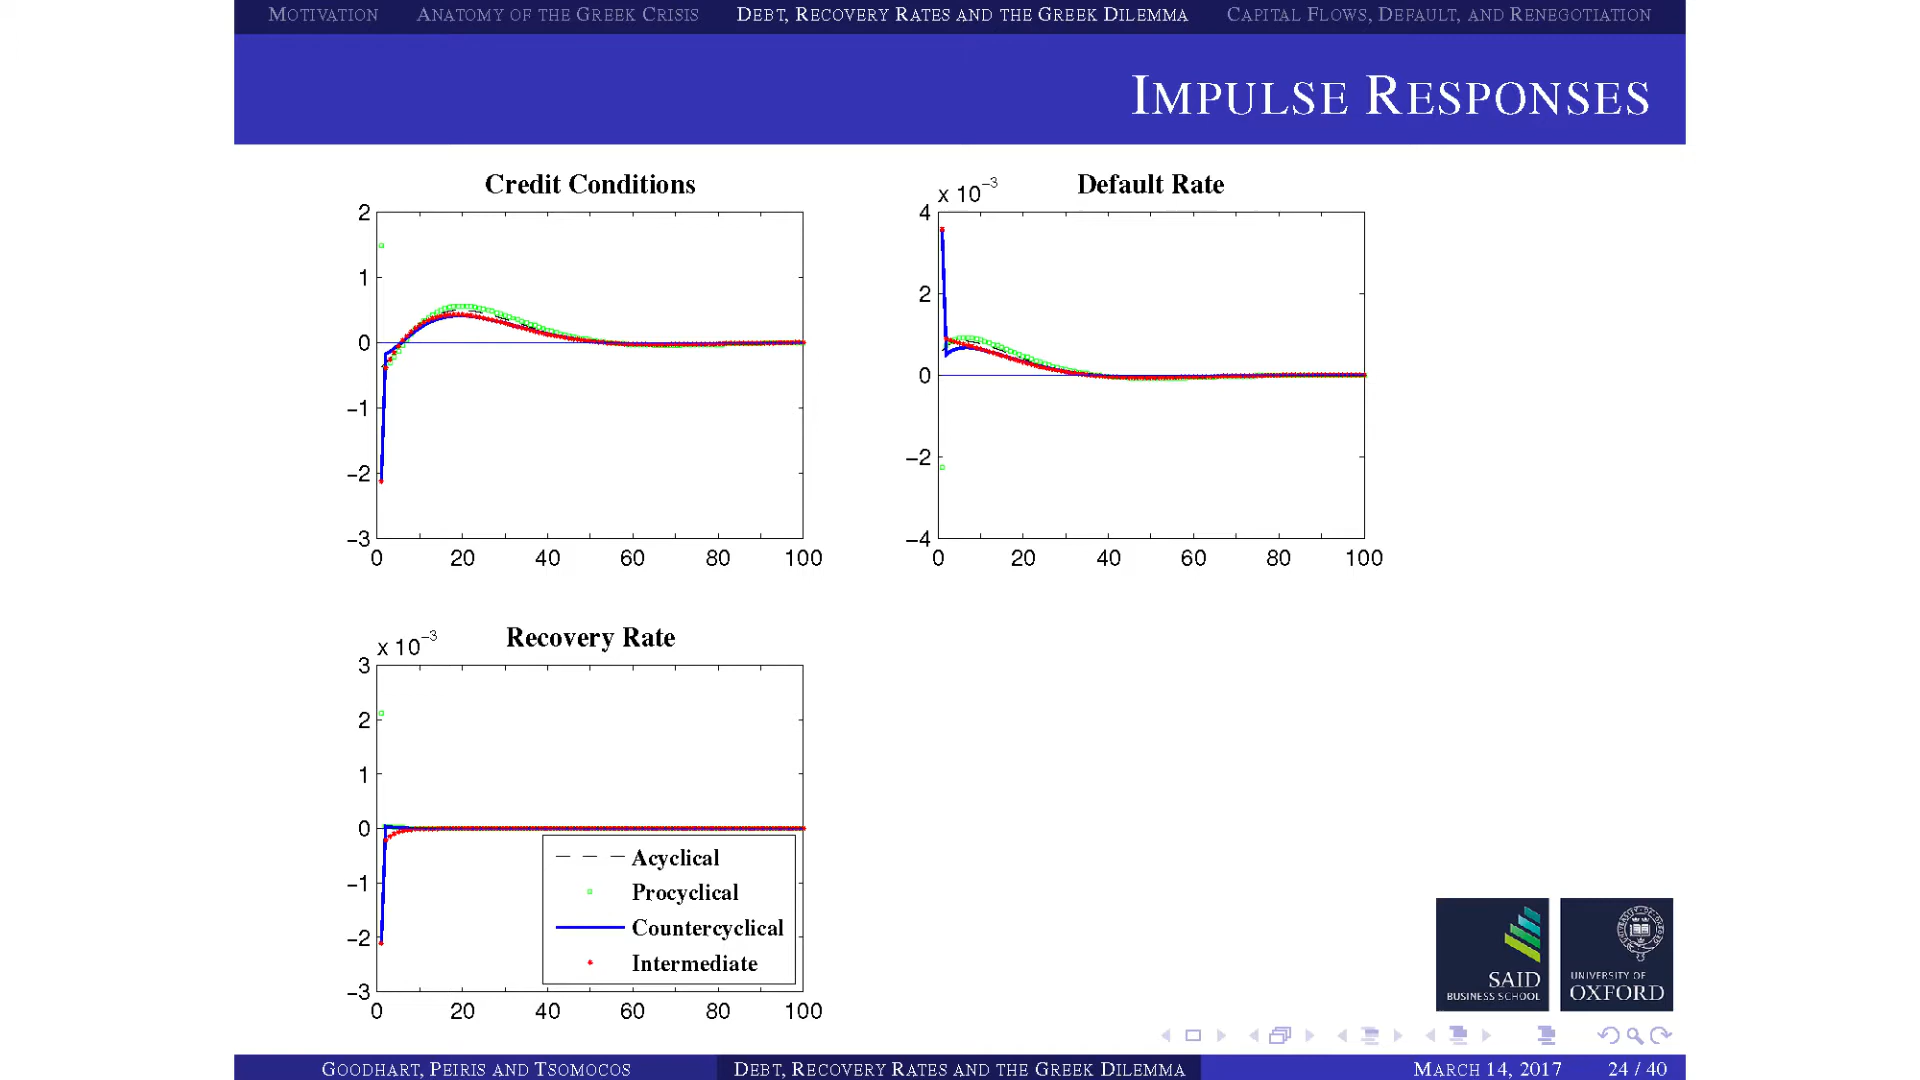 MOTIVATION ANATOMY OF THE GREEK CRISIS DEBT, RECOVERY RATES AND THE GREEK DILEMMA CAPITAL FLOWS, DEFAULT, AND RENEGOTIATION
IMPULSE RESPONSES
Credit Conditions
2
1
0
−1
−2
−3
0 20 40 60 80 100
Default Rate
x 10−3
4
2
0
−2
−4
0 20 40 60 80 100
Recovery Rate
x 10−3
3
2
1
0
−1
−2
−3
0 20 40 60 80 100
Acyclical
Procyclical
Countercyclical
Intermediate
SAID
BUSINESS SCHOOL
UNIVERSITY OF
OXFORD
GOODHART, PEIRIS AND TSOMOCOS DEBT, RECOVERY RATES AND THE GREEK DILEMMA MARCH 14, 2017 24 / 40